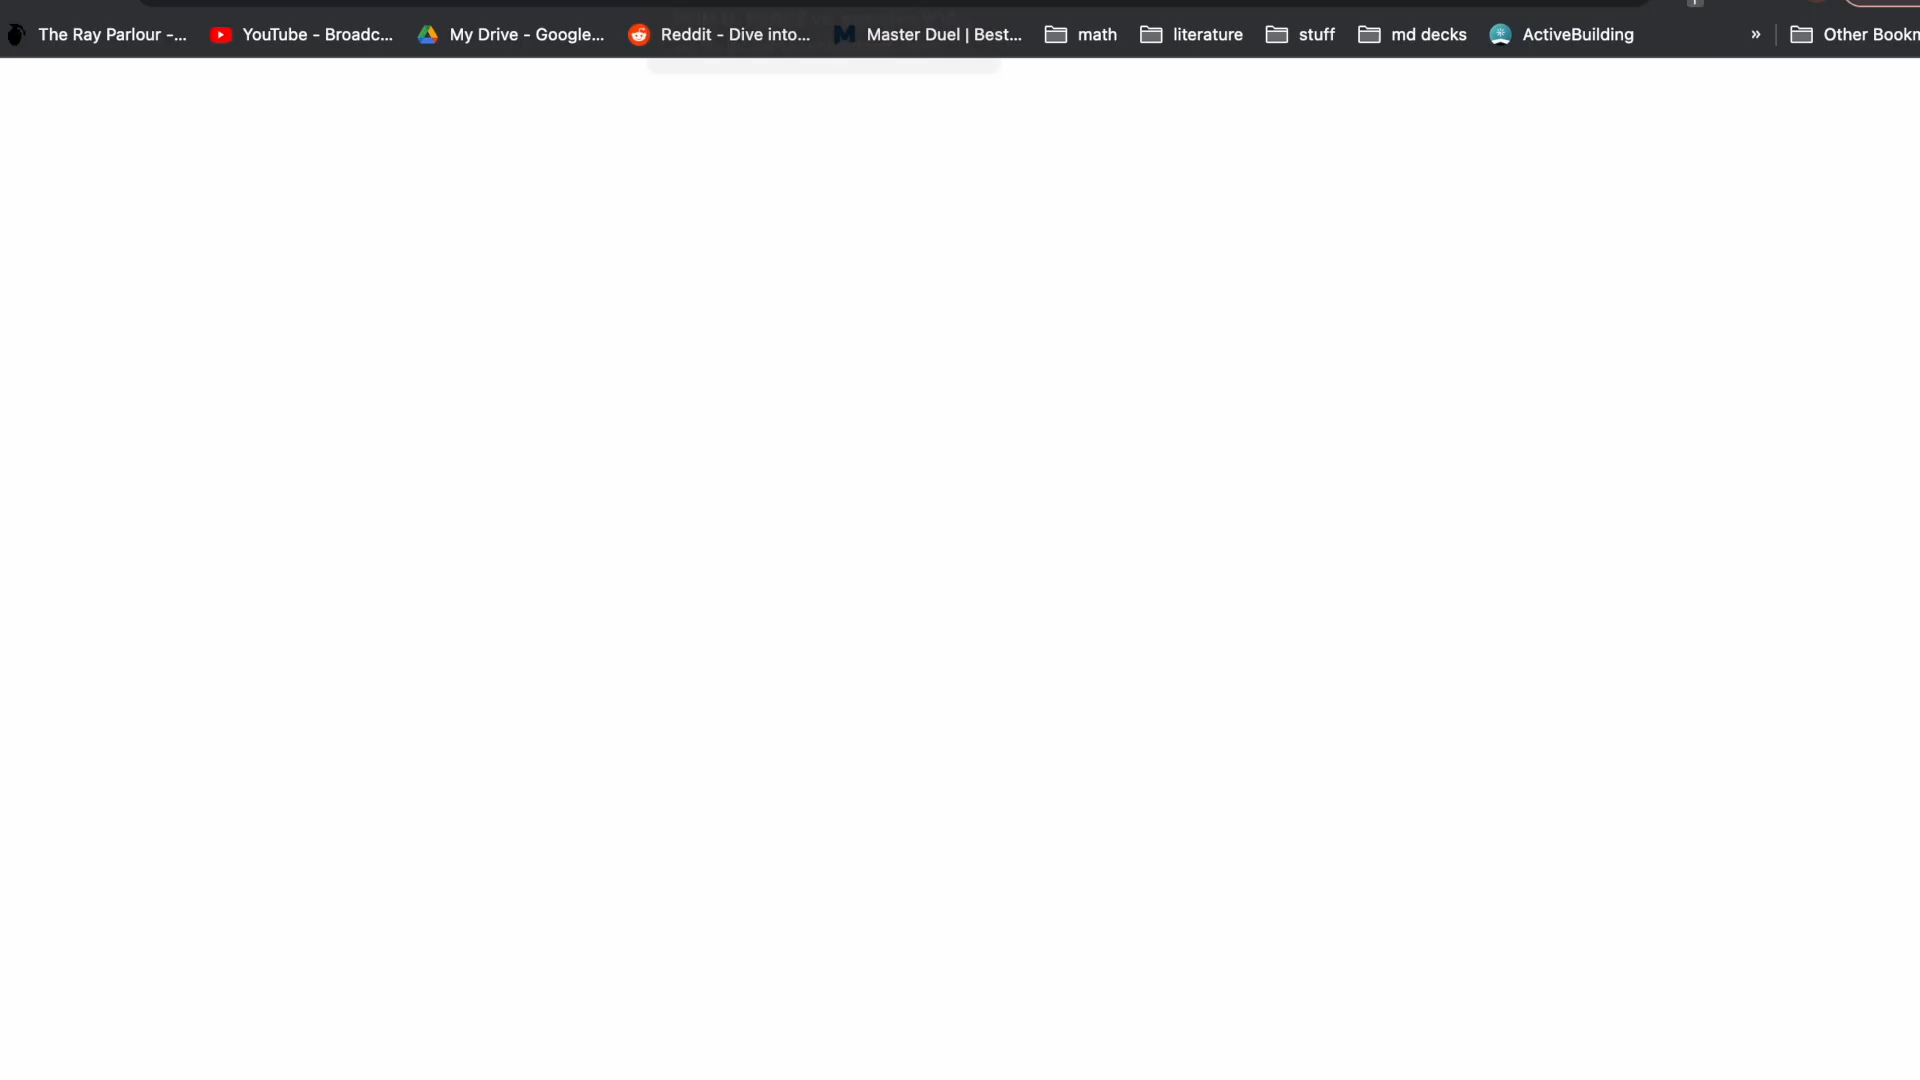 The Ray Parlour -... YouTube - Broadc... My Drive - Google... Reddit - Dive into... Master Duel | Best... math literature stuff md decks ActiveBuilding » Other Bookm